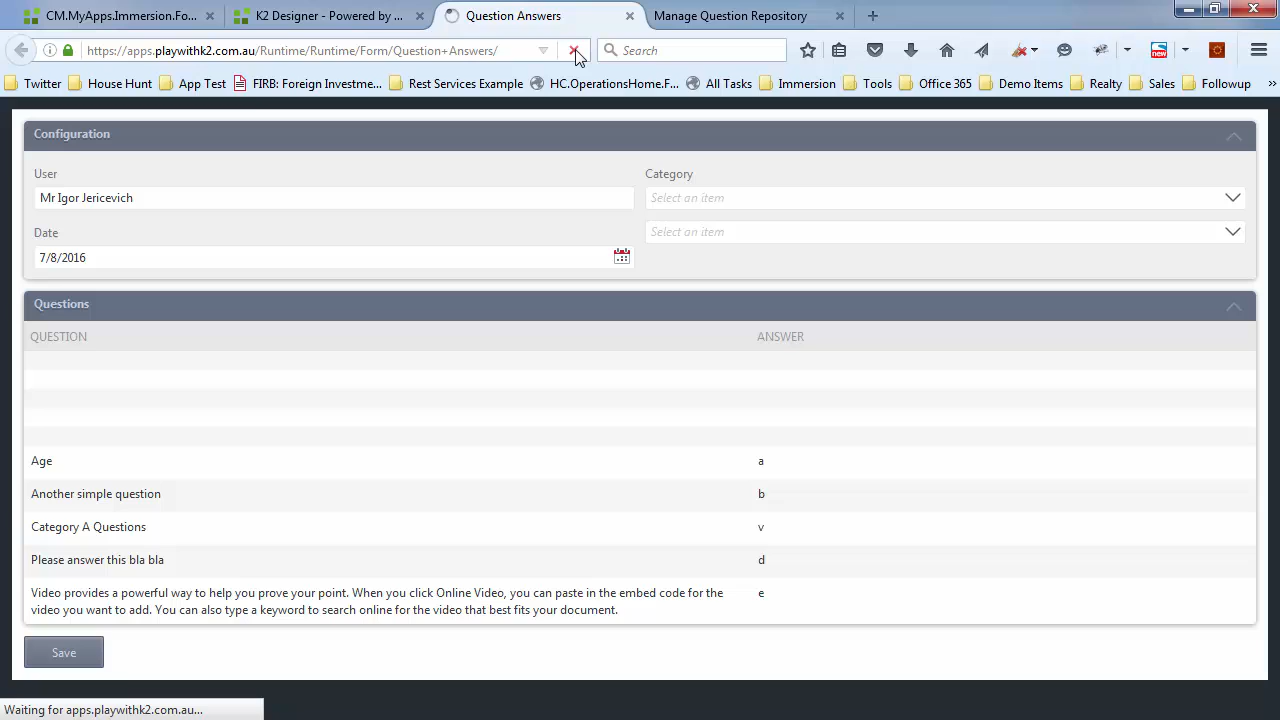 CM.MyApps.Immersion.Fo...
K2 Designer - Powered by ...
Question Answers
Manage Question Repository
https://apps.playwithk2.com.au/Runtime/Runtime/Form/Question+Answers/
Search
new
Twitter
House Hunt
App Test
FIRB: Foreign Investme...
Rest Services Example
HC.OperationsHome.F...
All Tasks
Immersion
Tools
Office 365
Demo Items
Realty
Sales
Followup
Configuration
User
Category
Mr Igor Jericevich
Select an item
Date
Select an item
7/8/2016
Questions
QUESTION
ANSWER
Age
a
Another simple question
b
Category A Questions
v
Please answer this bla bla
d
Video provides a powerful way to help you prove your point. When you click Online Video, you can paste in the embed code for the
e
video you want to add. You can also type a keyword to search online for the video that best fits your document.
Save
Waiting for apps.playwithk2.com.au...